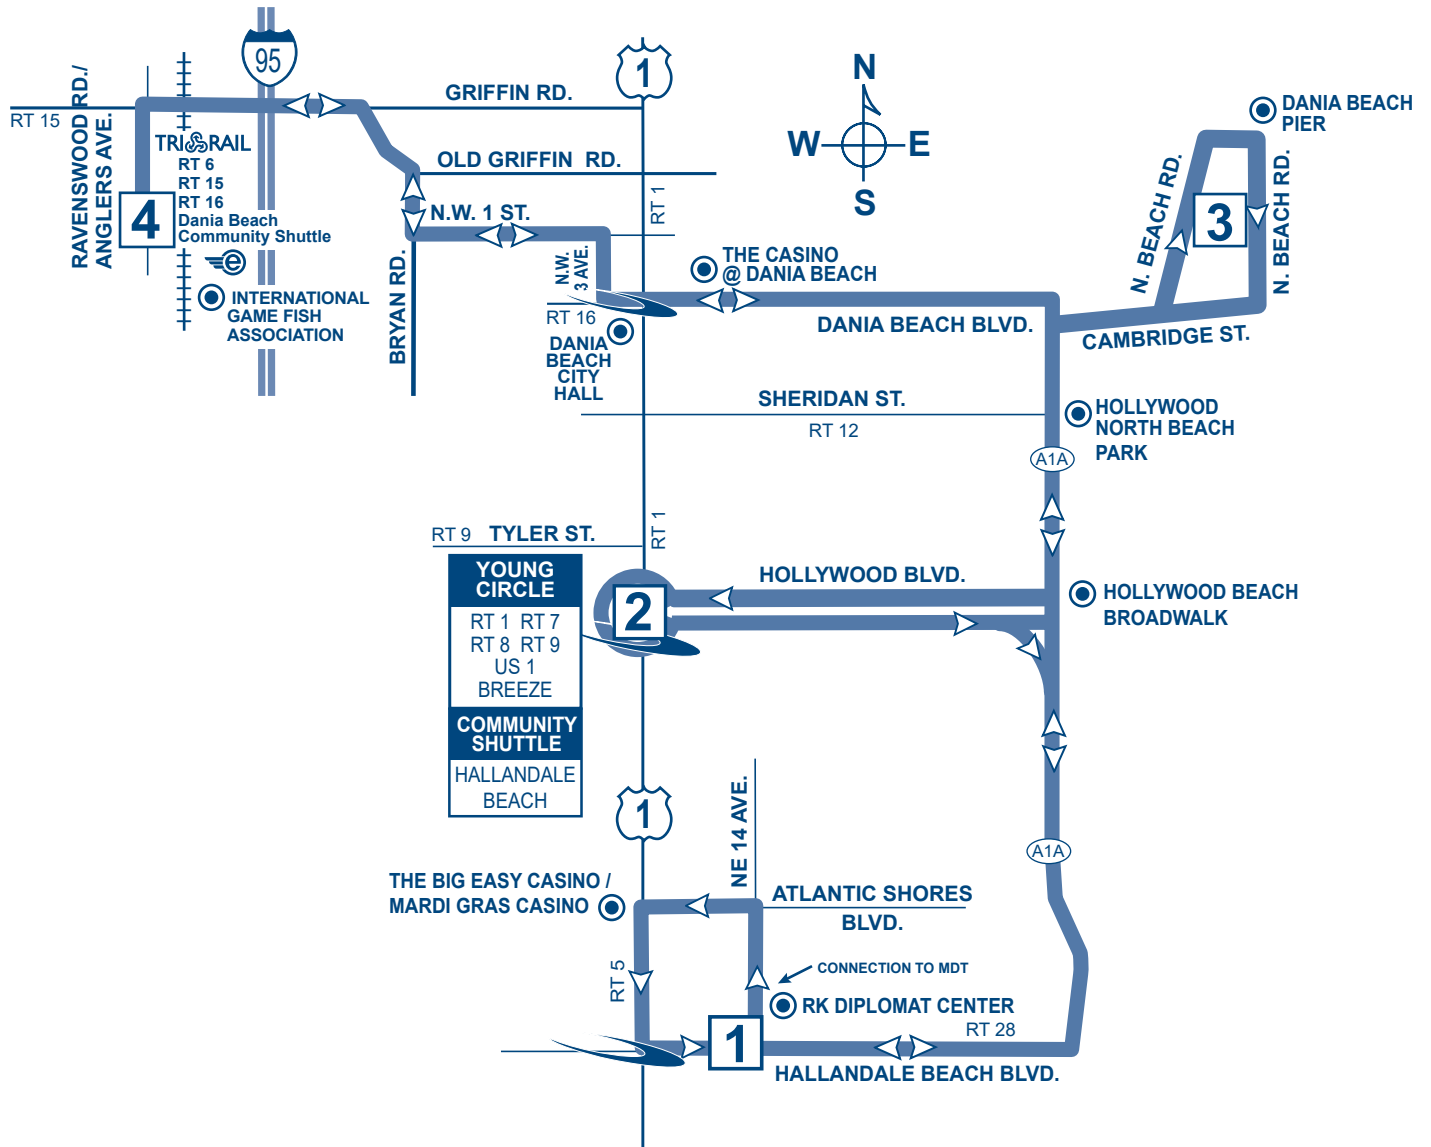 95
1
GRIFFIN RD.
RT 15
RAVENSWOOD RD./
ANGLERS AVE.
TRI RAIL
RT 6
RT 15
RT 16
Dania Beach
Community Shuttle
4
e
INTERNATIONAL
GAME FISH
ASSOCIATION
OLD GRIFFIN RD.
N.W. 1 ST.
RT 1
BRYAN RD.
N.W.
3 AVE.
RT 16
DANIA
BEACH
CITY
HALL
N
W
E
S
THE CASINO
@ DANIA BEACH
DANIA BEACH BLVD.
DANIA BEACH
PIER
N. BEACH RD.
3
N. BEACH RD.
CAMBRIDGE ST.
SHERIDAN ST.
RT 12
HOLLYWOOD
NORTH BEACH
PARK
A1A
RT 9 TYLER ST.
RT 1
YOUNG
CIRCLE
RT 1 RT 7
RT 8 RT 9
US 1
BREEZE
COMMUNITY
SHUTTLE
HALLANDALE
BEACH
2
HOLLYWOOD BLVD.
HOLLYWOOD BEACH
BROADWALK
1
NE 14 AVE.
A1A
THE BIG EASY CASINO /
MARDI GRAS CASINO
ATLANTIC SHORES
BLVD.
RT 5
CONNECTION TO MDT
RK DIPLOMAT CENTER
RT 28
1
HALLANDALE BEACH BLVD.